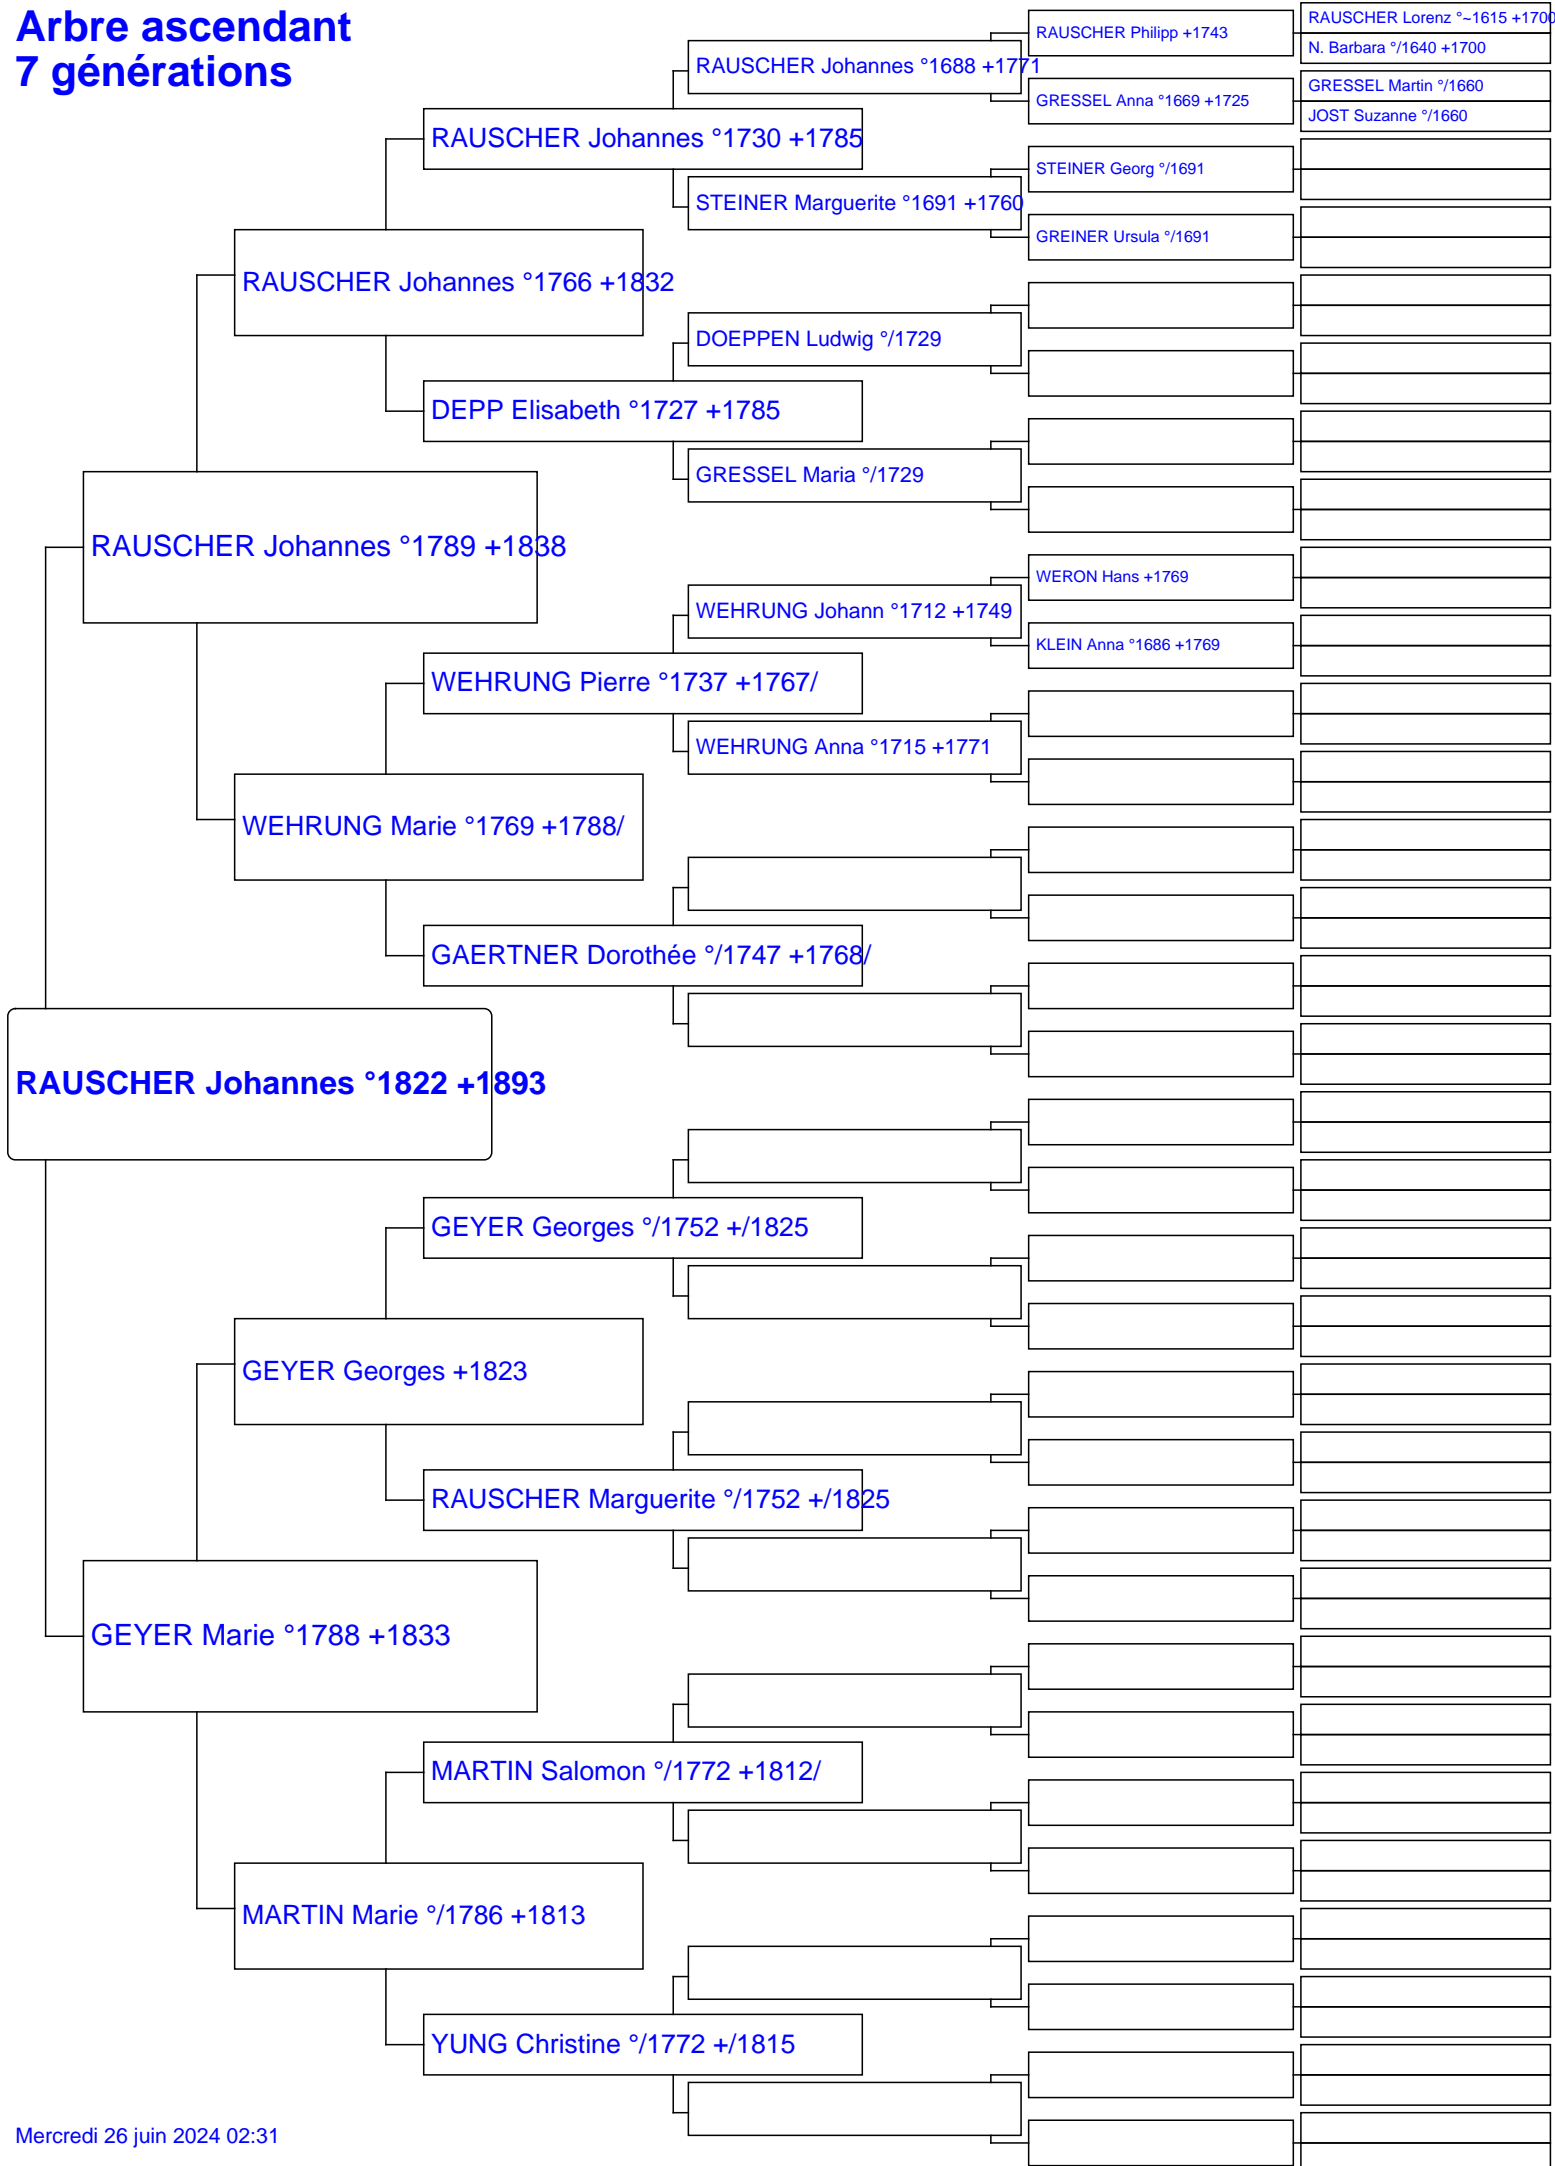 Arbre ascendant
7 générations
RAUSCHER Lorenz °~1615 +1700
RAUSCHER Philipp +1743
N. Barbara °/1640 +1700
RAUSCHER Johannes °1688 +1771
GRESSEL Martin °/1660
GRESSEL Anna °1669 +1725
JOST Suzanne °/1660
RAUSCHER Johannes °1730 +1785
STEINER Georg °/1691
STEINER Marguerite °1691 +1760
GREINER Ursula °/1691
RAUSCHER Johannes °1766 +1832
DOEPPEN Ludwig °/1729
DEPP Elisabeth °1727 +1785
GRESSEL Maria °/1729
RAUSCHER Johannes °1789 +1838
WERON Hans +1769
WEHRUNG Johann °1712 +1749
KLEIN Anna °1686 +1769
WEHRUNG Pierre °1737 +1767/
WEHRUNG Anna °1715 +1771
WEHRUNG Marie °1769 +1788/
GAERTNER Dorothée °/1747 +1768/
RAUSCHER Johannes °1822 +1893
GEYER Georges °/1752 +/1825
GEYER Georges +1823
RAUSCHER Marguerite °/1752 +/1825
GEYER Marie °1788 +1833
MARTIN Salomon °/1772 +1812/
MARTIN Marie °/1786 +1813
YUNG Christine °/1772 +/1815
Mercredi 26 juin 2024 02:31